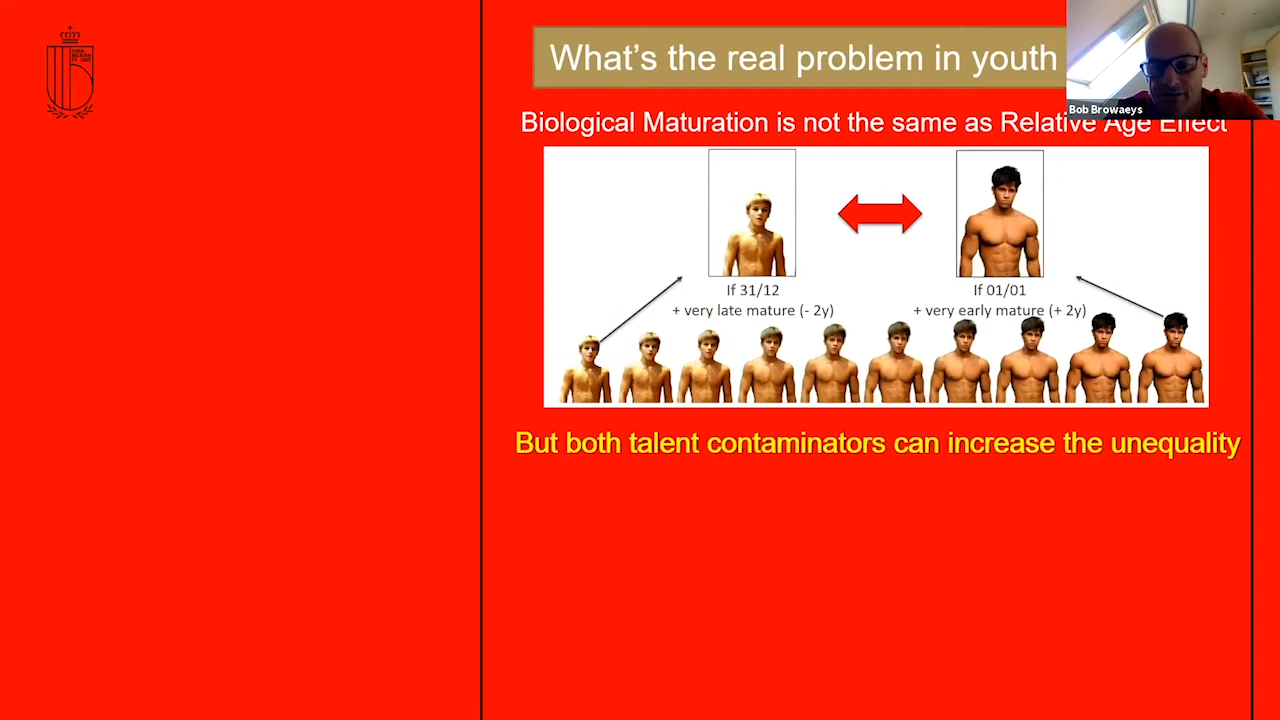 What's the real problem in youth
Bob Browaeys
Biological Maturation is not the same as Relative Age Effect
If 31/12
+ very late mature (- 2y)
If 01/01
+ very early mature (+ 2y)
But both talent contaminators can increase the unequality